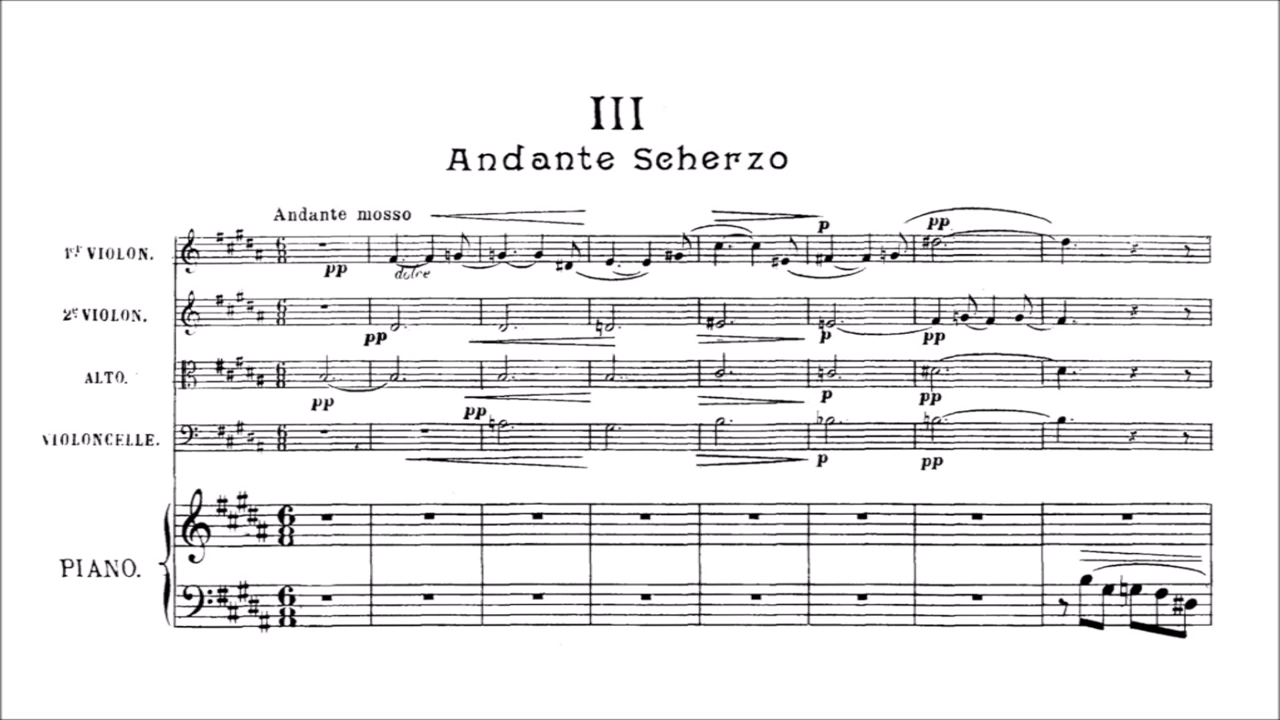 III
Andante Scherzo
Andante mosso
p
pp
1er VIOLON.
pp
dolce
2e VIOLON.
pp
p
pp
ALTO.
pp
p
pp
pp
VIOLONCELLE.
p
pp
PIANO.